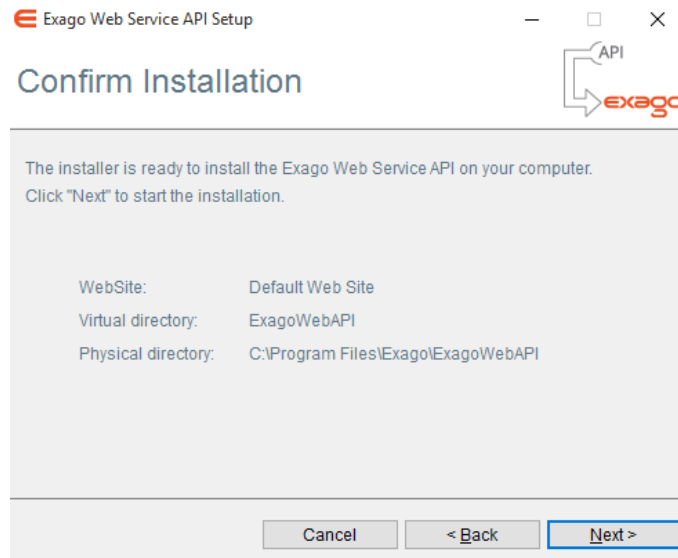 Exago Web Service API Setup
Confirm Installation
API
exago
The installer is ready to install the Exago Web Service API on your computer.
Click "Next" to start the installation.
WebSite: Default Web Site
Virtual directory: ExagoWebAPI
Physical directory: C:\Program Files\Exago\ExagoWebAPI
Cancel
< Back
Next >